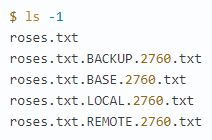 $ ls -1
roses.txt
roses.txt.BACKUP.2760.txt
roses.txt.BASE.2760.txt
roses.txt.LOCAL.2760.txt
roses.txt.REMOTE.2760.txt